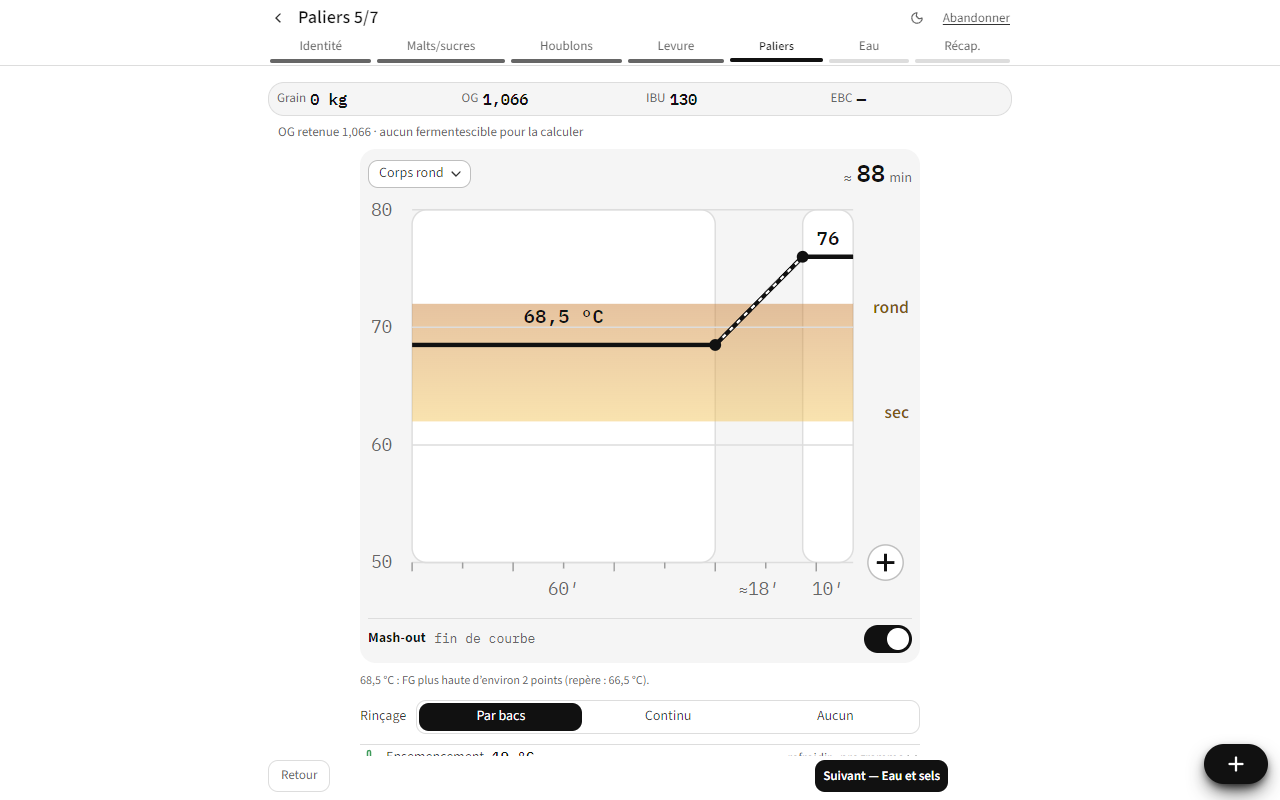 Paliers 5/7
Abandonner
Identité
Malts/sucres
Houblons
Levure
Paliers
Eau
Récap.
Grain 0 kg
OG 1,066
IBU 130
EBC —
OG retenue 1,066 · aucun fermentescible pour la calculer
Corps rond
≈ 88 min
80
76
rond
68,5 °C
70
sec
60
50
60′
≈18′
10′
Mash-out fin de courbe
68,5 °C : FG plus haute d’environ 2 points (repère : 66,5 °C).
Rinçage
Par bacs
Continu
Aucun
Ensemencement
Retour
Suivant — Eau et sels